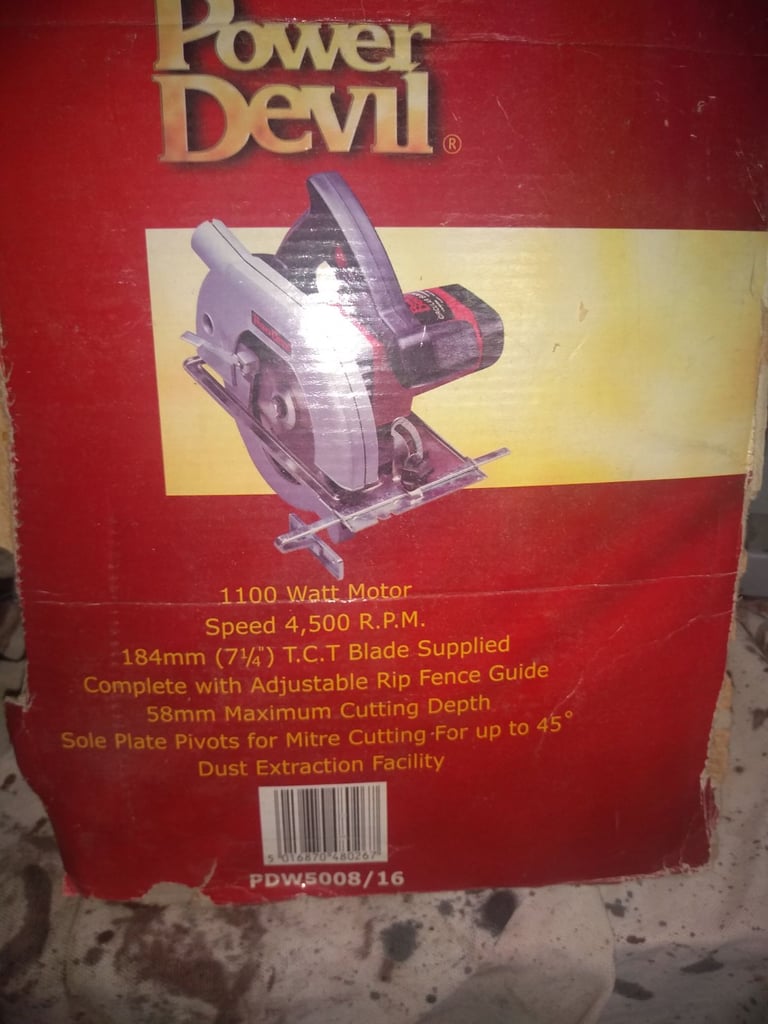 Power
Devil ®
1100 Watt Motor
Speed 4,500 R.P.M.
184mm (7¼") T.C.T Blade Supplied
Complete with Adjustable Rip Fence Guide
58mm Maximum Cutting Depth
Sole Plate Pivots for Mitre Cutting For up to 45°
Dust Extraction Facility
5 016870 480267
PDW5008/16